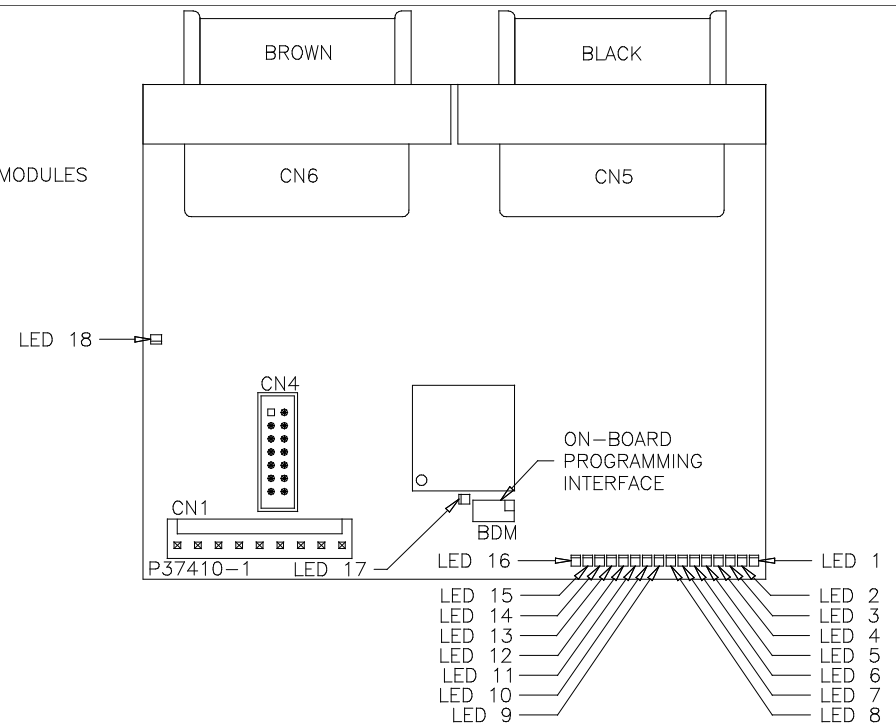 BROWN BLACK
MODULES
CN6 CN5
LED 18
CN4
ON-BOARD
PROGRAMMING
INTERFACE
CN1
BDM
P37410-1 LED 17
LED 16 LED 1
LED 15 LED 2
LED 14 LED 3
LED 13 LED 4
LED 12 LED 5
LED 11 LED 6
LED 10 LED 7
LED 9 LED 8